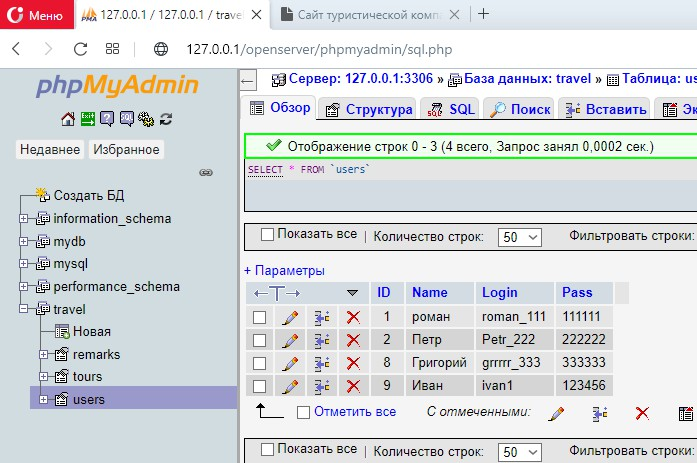 Меню
127.0.0.1 / 127.0.0.1 / travel
Сайт туристической комп
127.0.0.1/openserver/phpmyadmin/sql.php
phpMyAdmin
Недавнее Избранное
Создать БД
information_schema
mydb
mysql
performance_schema
travel
Новая
remarks
tours
users
Сервер: 127.0.0.1:3306 » База данных: travel » Таблица: us
Обзор Структура SQL Поиск Вставить Эк
Отображение строк 0 - 3 (4 всего, Запрос занял 0,0002 сек.)
SELECT * FROM `users`
Показать все | Количество строк: 50 Фильтровать строки:
+ Параметры
ID Name Login Pass
1 роман roman_111 111111
2 Петр Petr_222 222222
8 Григорий grrrrr_333 333333
9 Иван ivan1 123456
Отметить все С отмеченными:
Показать все | Количество строк: 50 Фильтровать строки: